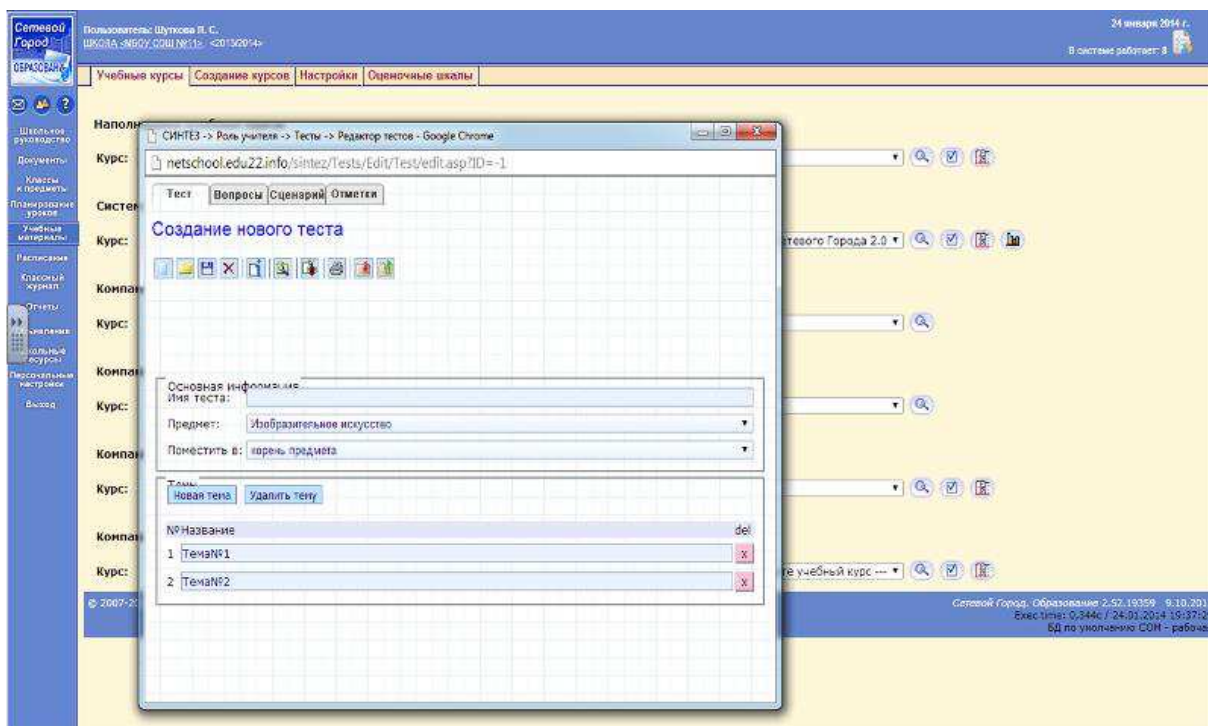 Сетевой
Город
ОБРАЗОВАНИЕ
Пользователь: Шуткова Л. С.
ШКОЛА <МБОУ СОШ №11> <2013/2014>
24 января 2014 г.
В системе работает: 8
Учебные курсы
Создание курсов
Настройки
Оценочные шкалы
Школьное
руководство
Документы
Классы
и предметы
Планирование
уроков
Учебные
материалы
Расписание
Классный
журнал
Отчеты
Персональные
настройки
Выход
Наполн
Курс:
Систем
Курс:
тевого Города 2.0
Компан
Курс:
Компан
Курс:
Компан
Курс:
Компан
Курс:
те учебный курс ---
СИНТЕЗ -> Роль учителя -> Тесты -> Редактор тестов - Google Chrome
netschool.edu22.info/sintez/Tests/Edit/Test/edit.asp?ID=-1
Тест
Вопросы
Сценарий
Отметки
Создание нового теста
Основная информация
Имя теста:
Предмет:
Изобразительное искусство
Поместить в:
корень предмета
Темы
Новая тема
Удалить тему
№ Название
del
1 Тема№1
x
2 Тема№2
x
© 2007-2
Сетевой Город. Образование 2.52.19359 9.10.201
Exec time: 0,344с / 24.01.2014 19:37:2
БД по умолчанию COM - рабоча